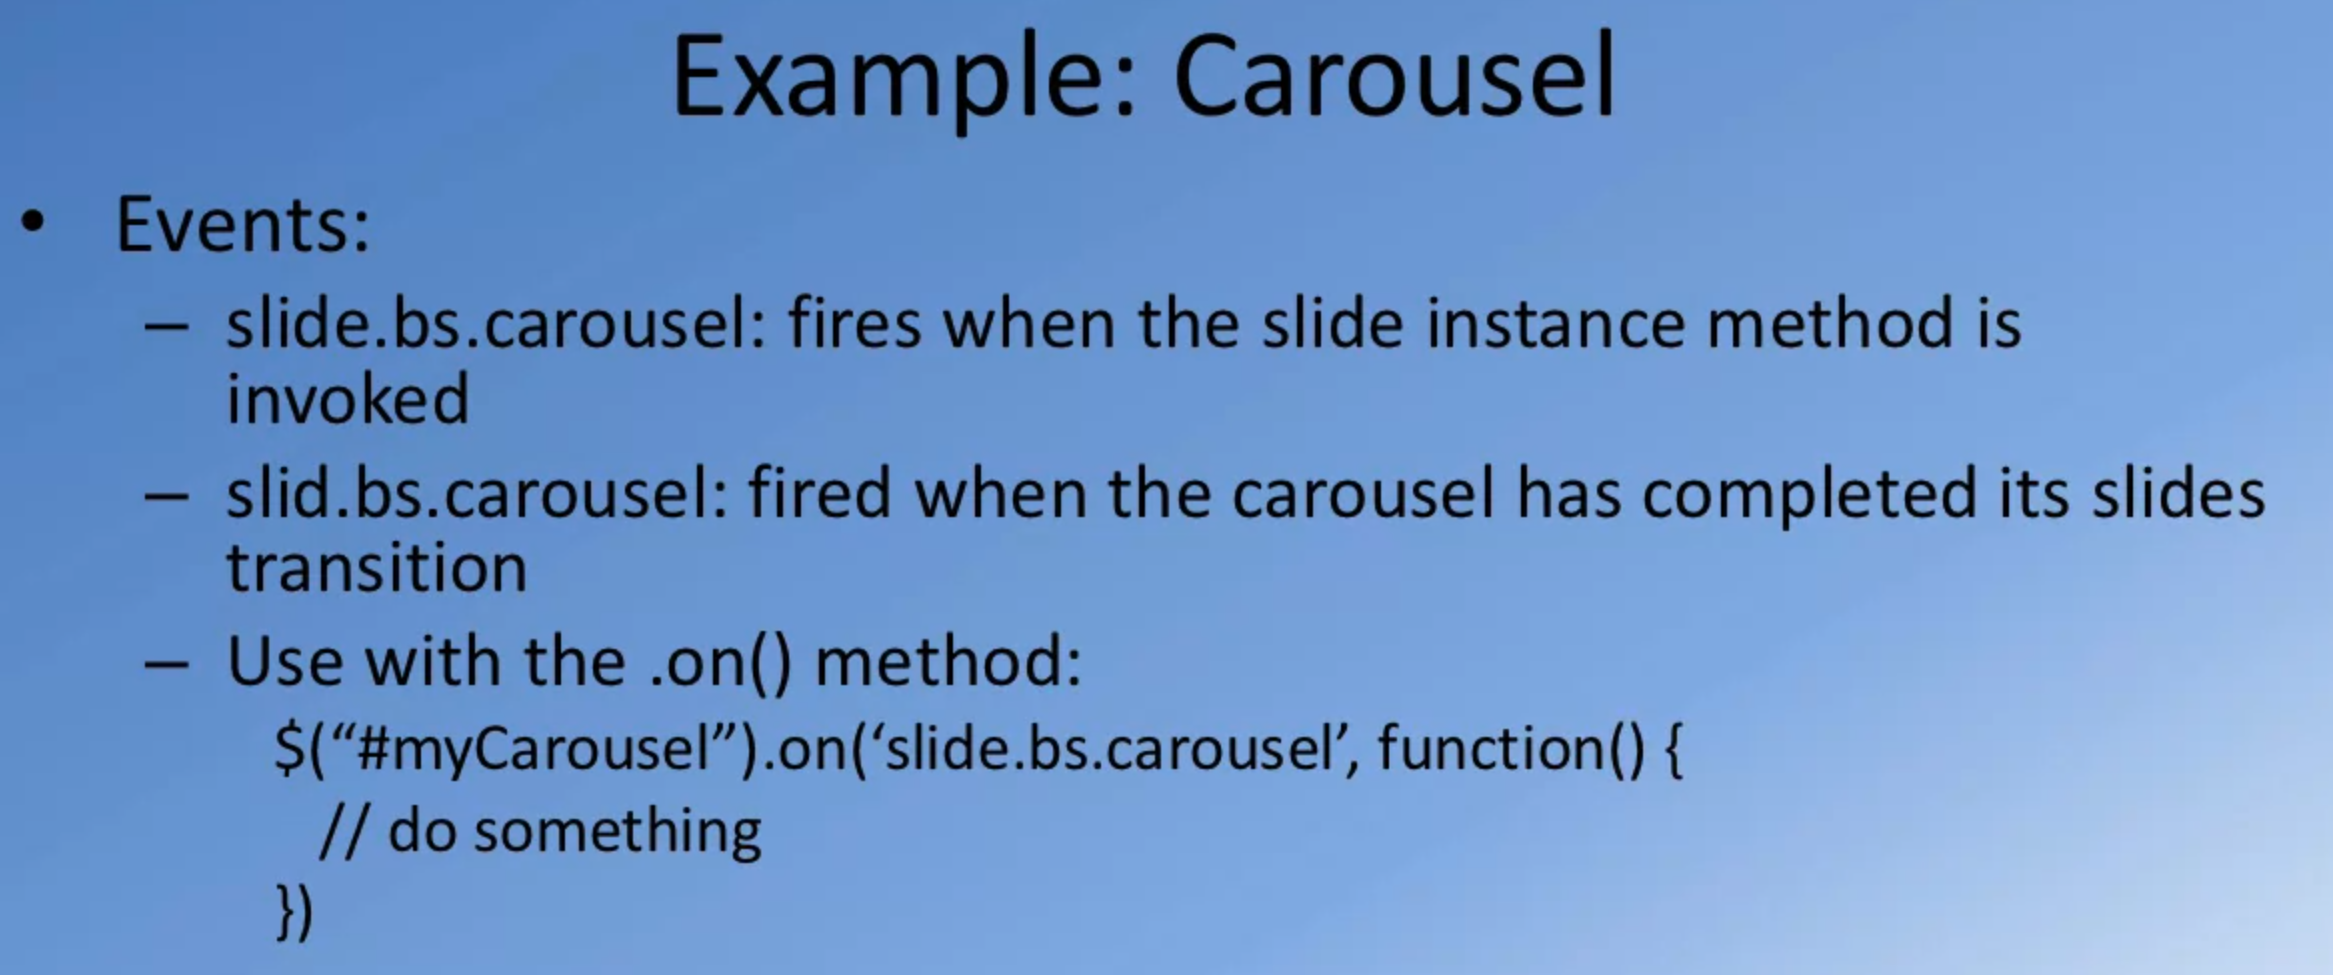 Example: Carousel
• Events:
– slide.bs.carousel: fires when the slide instance method is
invoked
– slid.bs.carousel: fired when the carousel has completed its slides
transition
– Use with the .on() method:
$(“#myCarousel”).on(‘slide.bs.carousel’, function() {
// do something
})